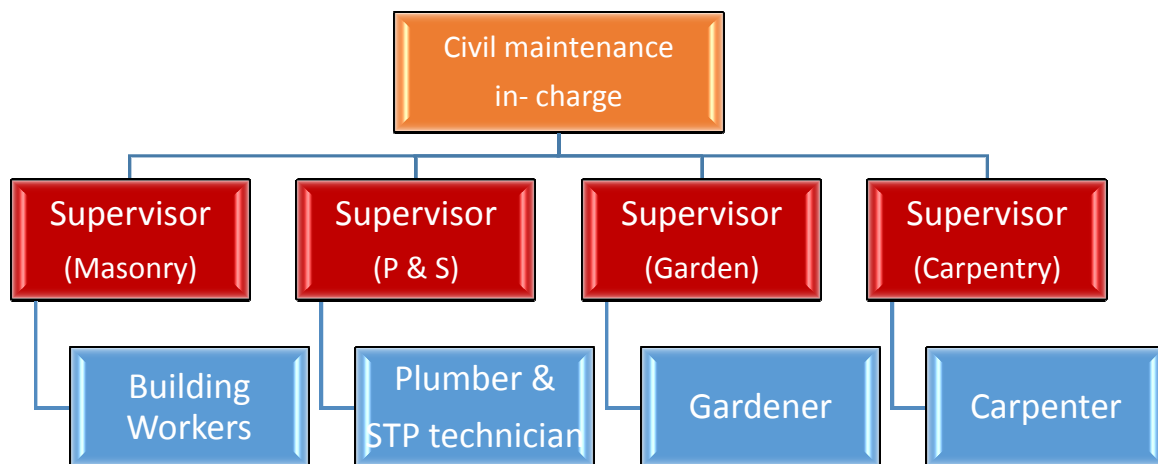 Civil maintenance
in- charge
Supervisor
(Masonry)
Supervisor
(P & S)
Supervisor
(Garden)
Supervisor
(Carpentry)
Building
Workers
Plumber &
STP technician
Gardener
Carpenter